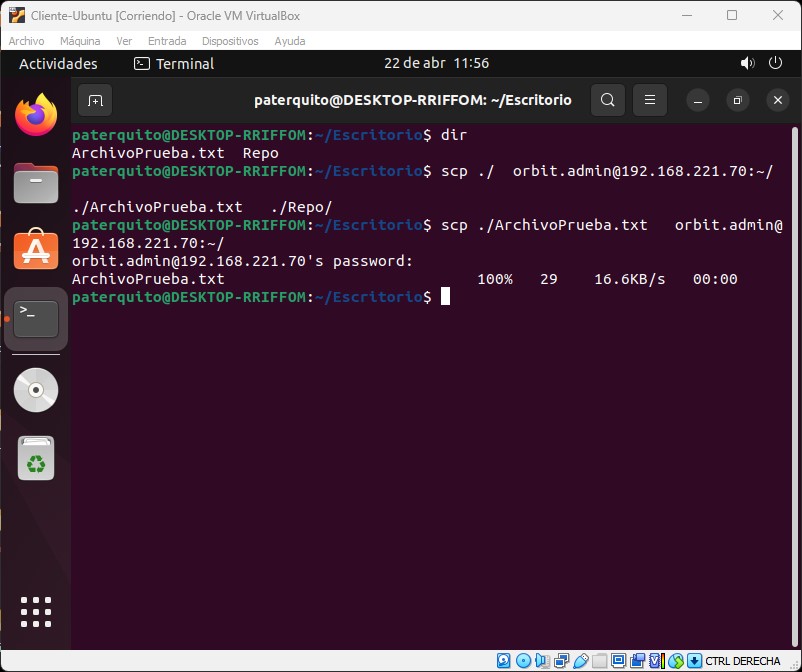 Cliente-Ubuntu [Corriendo] - Oracle VM VirtualBox
Archivo Máquina Ver Entrada Dispositivos Ayuda
Actividades Terminal 22 de abr 11:56
paterquito@DESKTOP-RRIFFOM: ~/Escritorio
paterquito@DESKTOP-RRIFFOM:~/Escritorio$ dir
ArchivoPrueba.txt  Repo
paterquito@DESKTOP-RRIFFOM:~/Escritorio$ scp ./  orbit.admin@192.168.221.70:~/
./ArchivoPrueba.txt   ./Repo/
paterquito@DESKTOP-RRIFFOM:~/Escritorio$ scp ./ArchivoPrueba.txt   orbit.admin@
192.168.221.70:~/
orbit.admin@192.168.221.70's password:
ArchivoPrueba.txt 100% 29 16.6KB/s 00:00
paterquito@DESKTOP-RRIFFOM:~/Escritorio$
CTRL DERECHA